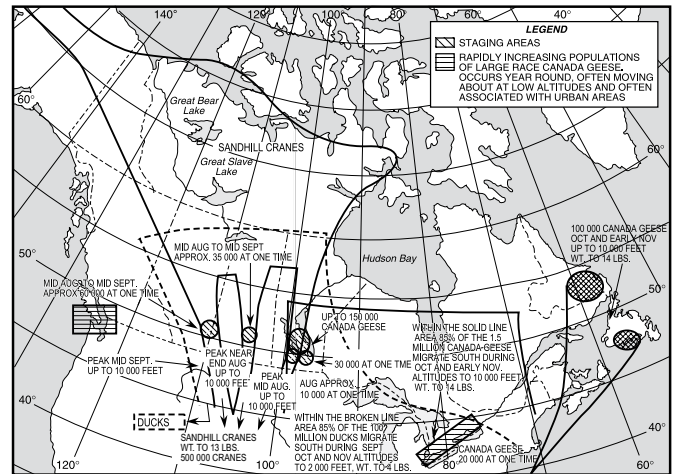 140°
120°
100°
80°
60°
40°
LEGEND
STAGING AREAS
RAPIDLY INCREASING POPULATIONS
OF LARGE RACE CANADA GEESE.
OCCURS YEAR ROUND, OFTEN MOVING
ABOUT AT LOW ALTITUDES AND OFTEN
ASSOCIATED WITH URBAN AREAS
60°
Great Bear
Lake
SANDHILL CRANES
Great Slave
Lake
60°
50°
MID AUG TO MID SEPT
APPROX. 35 000 AT ONE TIME
Hudson Bay
100 000 CANADA GEESE
OCT AND EARLY NOV
UP TO 10 000 FEET
WT. TO 14 LBS.
50°
MID AUG TO MID SEPT.
APPROX 60 000 AT ONE TIME
UP TO 150 000
CANADA GEESE
WITHIN THE SOLID LINE
AREA 85% OF THE 1.5
MILLION CANADA GEESE
MIGRATE SOUTH DURING
OCT AND EARLY NOV.
ALTITUDES TO 10 000 FEET
WT. TO 14 LBS.
PEAK MID SEPT.
UP TO 10 000 FEET
PEAK NEAR
END AUG
UP TO
10 000 FEET
PEAK
MID AUG.
UP TO
10 000 FEET
30 000 AT ONE TIME
AUG APPROX.
10 000 AT ONE TIME
40°
DUCKS
SANDHILL CRANES
WT. TO 13 LBS.
500 000 CRANES
WITHIN THE BROKEN LINE
AREA 85% OF THE 100
MILLION DUCKS MIGRATE
SOUTH DURING SEPT
OCT AND NOV ALTITUDES
TO 2 000 FEET, WT. TO 4 LBS.
CANADA GEESE
20 000 AT ONE TIME
40°
120°
100°
80°
60°